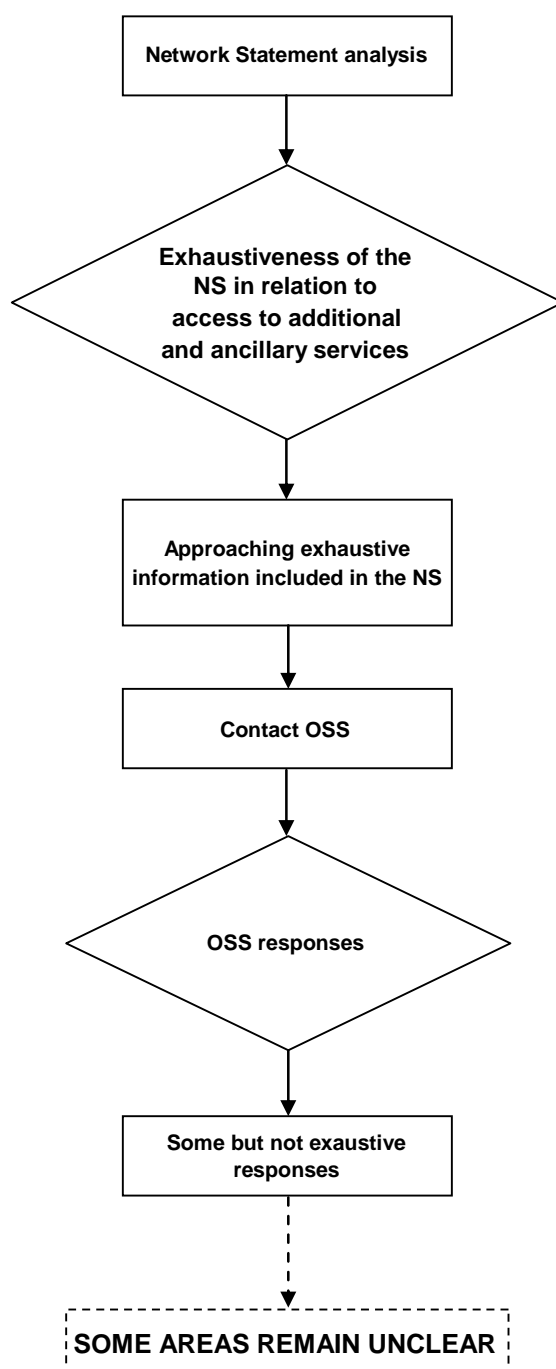 Network Statement analysis
Exhaustiveness of the
NS in relation to
access to additional
and ancillary services
Approaching exhaustive
information included in the NS
Contact OSS
OSS responses
Some but not exaustive
responses
SOME AREAS REMAIN UNCLEAR